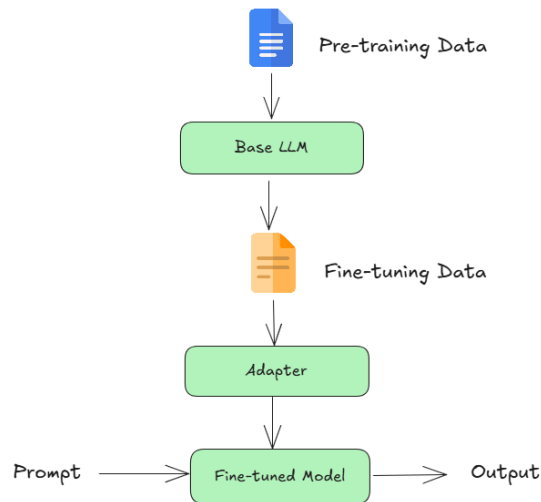 Pre-training Data
Base LLM
Fine-tuning Data
Adapter
Prompt
Fine-tuned Model
Output